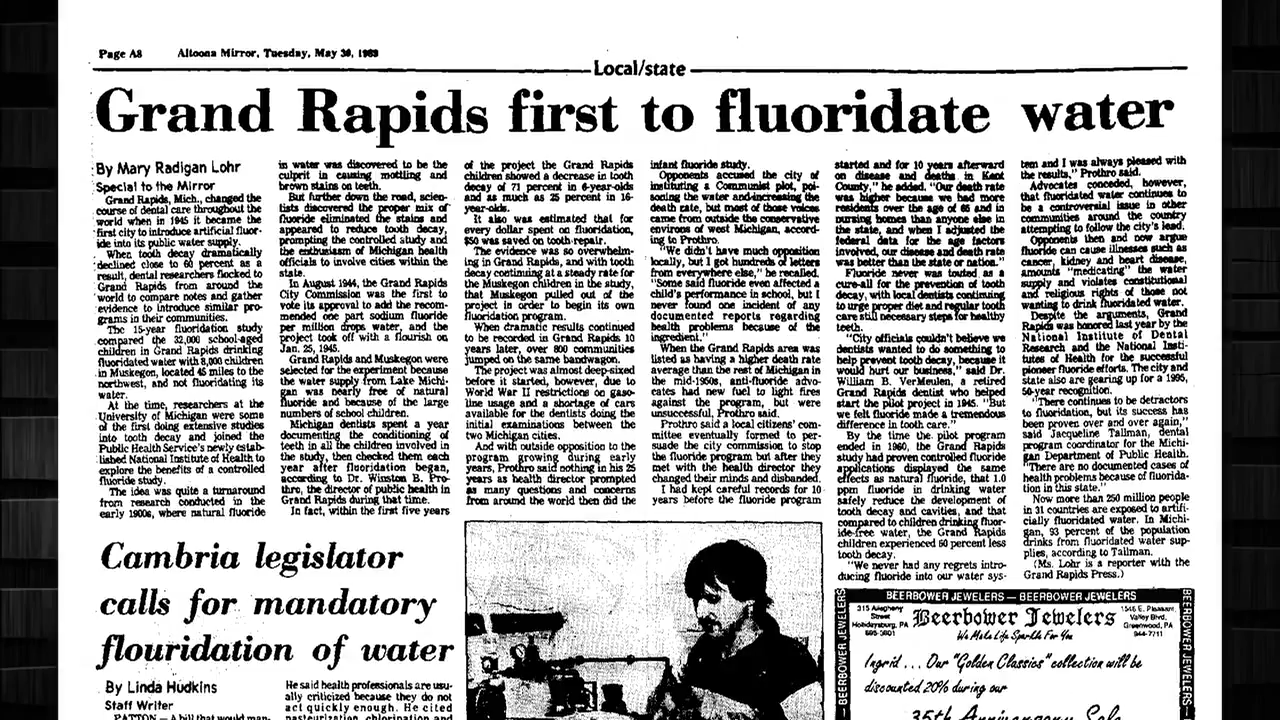 Page A8 Altoona Mirror, Tuesday, May 30, 1989
Local/state
Grand Rapids first to fluoridate water
By Mary Radigan Lohr
Special to the Mirror
Grand Rapids, Mich., changed the
course of dental care throughout the
world when in 1945 it became the
first city to introduce artificial fluor-
ide into its public water supply.
When tooth decay dramatically
declined close to 60 percent as a
result, dental researchers flocked to
Grand Rapids from around the
world to compare notes and gather
evidence to introduce similar pro-
grams in their communities.
The 15-year fluoridation study
compared the 32,000 school-aged
children in Grand Rapids drinking
fluoridated water with 8,000 children
in Muskegon, located 45 miles to the
northwest, and not fluoridating its
water.
At the time, researchers at the
University of Michigan were some
of the first doing extensive studies
into tooth decay and joined the
Public Health Service's newly estab-
lished National Institute of Health to
explore the benefits of a controlled
fluoride study.
The idea was quite a turnaround
from research conducted in the
early 1900s, where natural fluoride
in water was discovered to be the
culprit in causing mottling and
brown stains on teeth.
But further down the road, scien-
tists discovered the proper mix of
fluoride eliminated the stains and
appeared to reduce tooth decay,
prompting the controlled study and
the enthusiasm of Michigan health
officials to involve cities within the
state.
In August 1944, the Grand Rapids
City Commission was the first to
vote its approval to add the recom-
mended one part sodium fluoride
per million drops water, and the
project took off with a flourish on
Jan. 25, 1945.
Grand Rapids and Muskegon were
selected for the experiment because
the water supply from Lake Michi-
gan was nearly free of natural
fluoride and because of the large
numbers of school children.
Michigan dentists spent a year
documenting the conditioning of
teeth in all the children involved in
the study, then checked them each
year after fluoridation began,
according to Dr. Winston B. Pro-
thro, the director of public health in
Grand Rapids during that time.
In fact, within the first five years
of the project the Grand Rapids
children showed a decrease in tooth
decay of 71 percent in 6-year-olds
and as much as 25 percent in 16-
year-olds.
It also was estimated that for
every dollar spent on fluoridation,
$50 was saved on tooth repair.
The evidence was so overwhelm-
ing in Grand Rapids, and with tooth
decay continuing at a steady rate for
the Muskegon children in the study,
that Muskegon pulled out of the
project in order to begin its own
fluoridation program.
When dramatic results continued
to be recorded in Grand Rapids 10
years later, over 800 communities
jumped on the same bandwagon.
The project was almost deep-sixed
before it started, however, due to
World War II restrictions on gaso-
line usage and a shortage of cars
available for the dentists doing the
initial examinations between the
two Michigan cities.
And with outside opposition to the
program growing during early
years, Prothro said nothing in his 25
years as health director prompted
as many questions and concerns
from around the world then did the
infant fluoride study.
Opponents accused the city of
instituting a Communist plot, poi-
soning the water and increasing the
death rate, but most of those voices
came from outside the conservative
environs of west Michigan, accord-
ing to Prothro.
"We didn't have much opposition
locally, but I got hundreds of letters
from everywhere else," he recalled.
"Some said fluoride even affected a
child's performance in school, but I
never found one incident of any
documented reports regarding
health problems because of the
ingredient."
When the Grand Rapids area was
listed as having a higher death rate
average than the rest of Michigan in
the mid-1950s, anti-fluoride advo-
cates had new fuel to light fires
against the program, but were
unsuccessful, Prothro said.
Prothro said a local citizens' com-
mittee eventually formed to per-
suade the city commission to stop
the fluoride program but after they
met with the health director they
changed their minds and disbanded.
I had kept careful records for 10
years before the fluoride program
started and for 10 years afterward
on disease and deaths in Kent
County," he added. "Our death rate
was higher because we had more
residents over the age of 65 and in
nursing homes than anyone else in
the state, and when I adjusted the
federal data for the age factors
involved, our disease and death rate
was better than the state or nation."
Fluoride never was touted as a
cure-all for the prevention of tooth
decay, with local dentists continuing
to urge proper diet and regular tooth
care still necessary steps for healthy
teeth.
"City officials couldn't believe we
dentists wanted to do something to
help prevent tooth decay, because it
would hurt our business," said Dr.
William B. VerMeulen, a retired
Grand Rapids dentist who helped
start the pilot project in 1945. "But
we felt fluoride made a tremendous
difference in tooth care."
By the time the pilot program
ended in 1960, the Grand Rapids
study had proven controlled fluoride
applications displayed the same
effects as natural fluoride, that 1.0
ppm fluoride in drinking water
safely reduce the development of
tooth decay and cavities, and that
compared to children drinking fluor-
ide-free water, the Grand Rapids
children experienced 60 percent less
tooth decay.
"We never had any regrets intro-
ducing fluoride into our water sys-
tem and I was always pleased with
the results," Prothro said.
Advocates conceded, however,
that fluoridated water continues to
be a controversial issue in other
communities around the country
attempting to follow the city's lead.
Opponents then and now argue
fluoride can cause illnesses such as
cancer, kidney and heart disease,
amounts "medicating" the water
supply and violates constitutional
and religious rights of those not
wanting to drink fluoridated water.
Despite the arguments, Grand
Rapids was honored last year by the
National Institute of Dental
Research and the National Insti-
tutes of Health for the successful
pioneer fluoride efforts. The city and
state also are gearing up for a 1995,
50-year recognition.
"There continues to be detractors
to fluoridation, but its success has
been proven over and over again,"
said Jacqueline Tallman, dental
program coordinator for the Michi-
gan Department of Public Health.
"There are no documented cases of
health problems because of fluorida-
tion in this state."
Now more than 250 million people
in 31 countries are exposed to artifi-
cially fluoridated water. In Michi-
gan, 93 percent of the population
drinks from fluoridated water sup-
plies, according to Tallman.
(Ms. Lohr is a reporter with the
Grand Rapids Press.)
Cambria legislator
calls for mandatory
flouridation of water
By Linda Hudkins
Staff Writer
PATTON — A bill that would man-
He said health professionals are usu-
ally criticized because they do not
act quickly enough. He cited
pasteurization, chlorination and
BEERBOWER JEWELERS — BEERBOWER JEWELERS
BEERBOWER JEWELERS
BEERBOWER JEWELERS
315 Allegheny
Street
Hollidaysburg, PA
695-3801
Beerbower Jewelers
We Make Life Sparkle For You
1546 E. Pleasant
Valley Blvd.
Greenwood, PA
944-7711
Ingrid ... Our "Golden Classics" collection will be
discounted 20% during our
35th Anniversary Sale